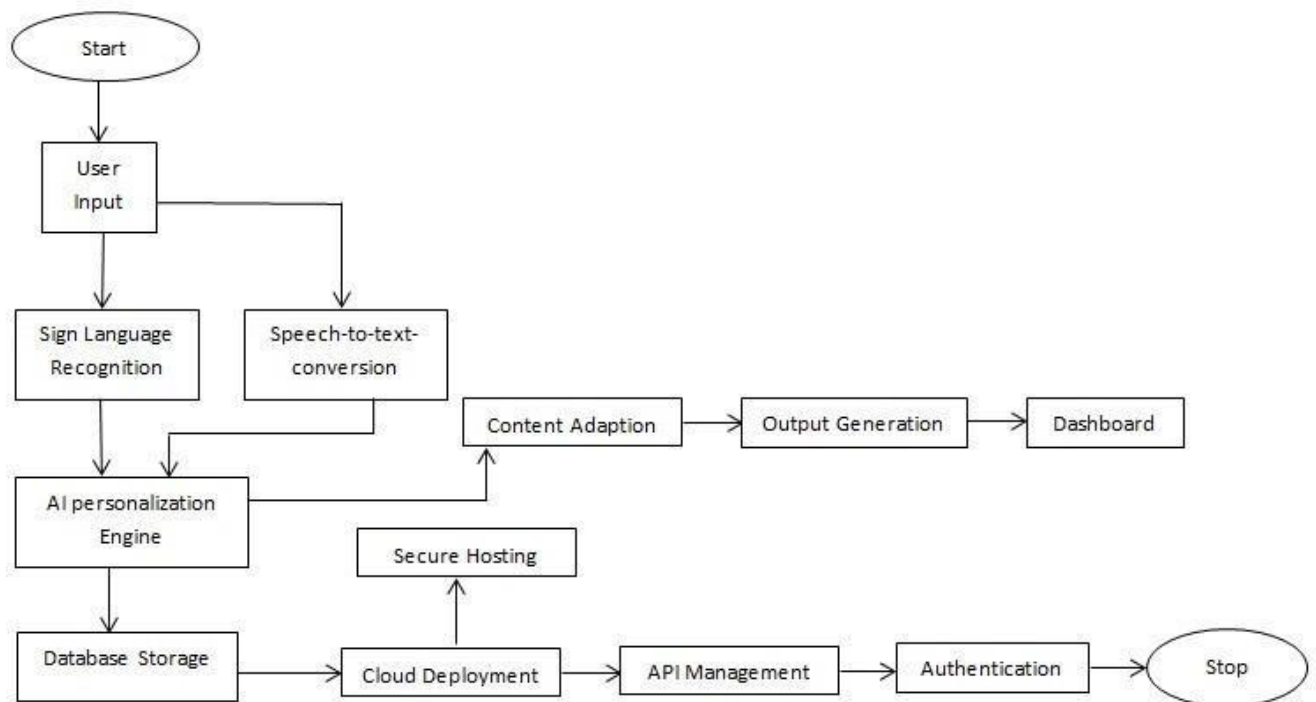 Start
User
Input
Sign Language
Recognition
Speech-to-text-
conversion
Content Adaption
Output Generation
Dashboard
AI personalization
Engine
Secure Hosting
Database Storage
Cloud Deployment
API Management
Authentication
Stop